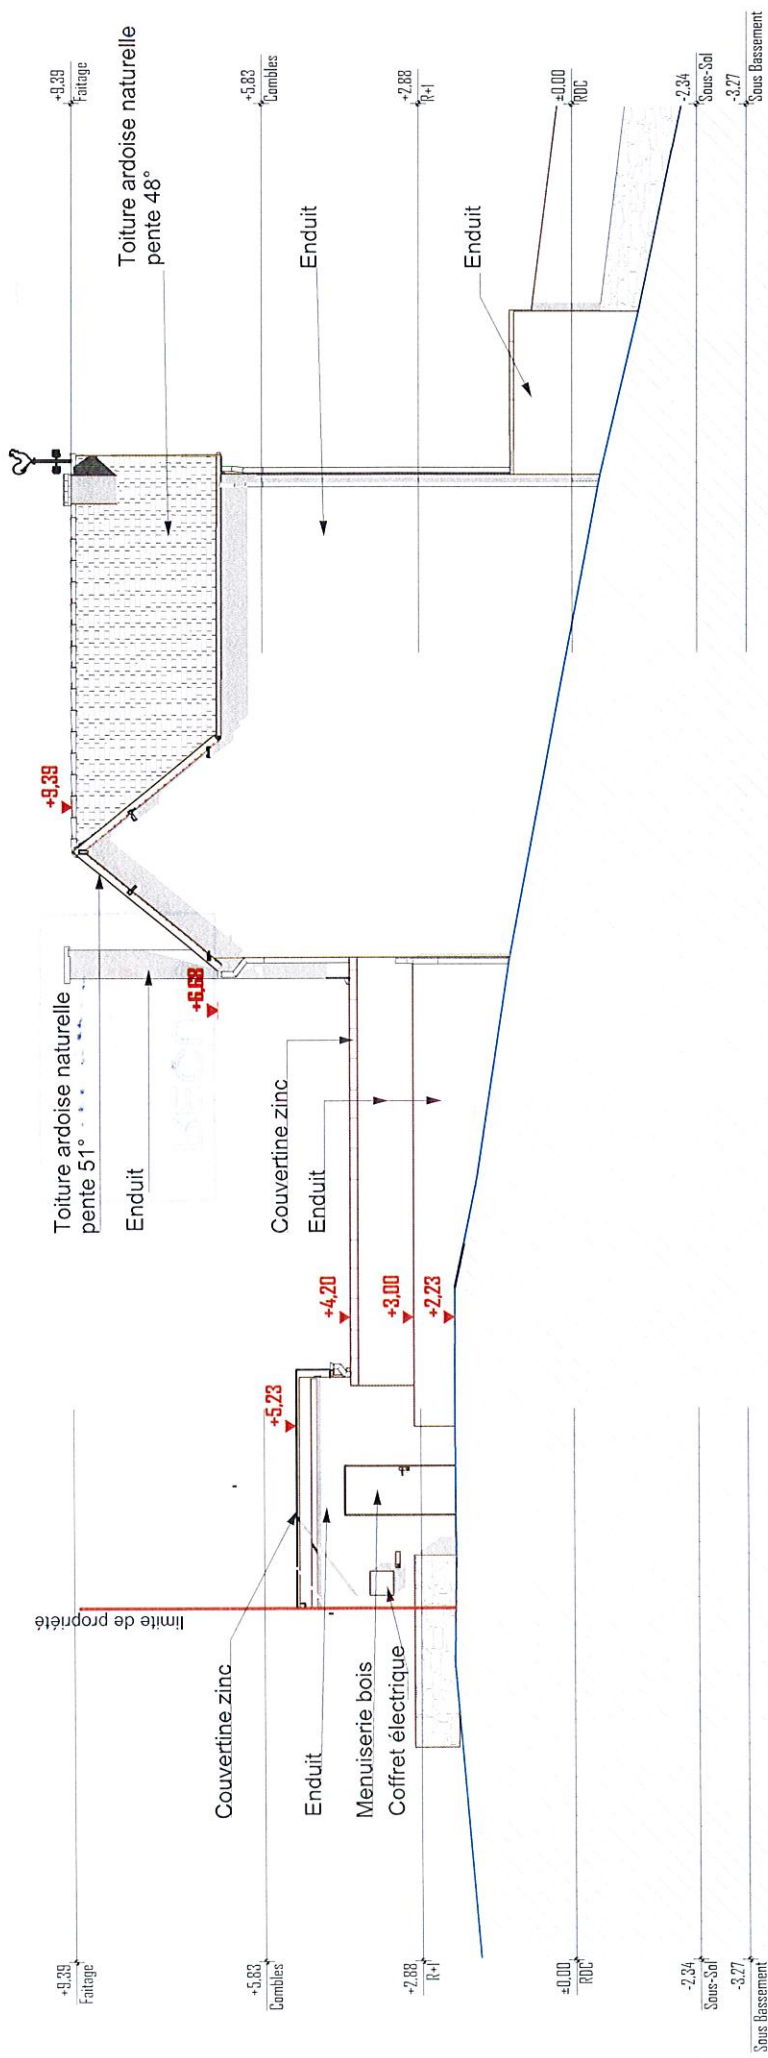 +9.39
Faitage
+5.83
Combles
+2.88
R+1
±0.00
RDC
-2.34
Sous-Sol
-3.27
Sous Bassement
limite de propriété
Couvertine zinc
Enduit
Menuiserie bois
Coffret électrique
+5,23
+4,20
+3,00
+2,23
Toiture ardoise naturelle
pente 51°
Enduit
Couvertine zinc
Enduit
+6,68
+9,39
Toiture ardoise naturelle
pente 48°
Enduit
Enduit
+9.39
Faitage
+5.83
Combles
+2.88
R+1
±0.00
RDC
-2.34
Sous-Sol
-3.27
Sous Bassement